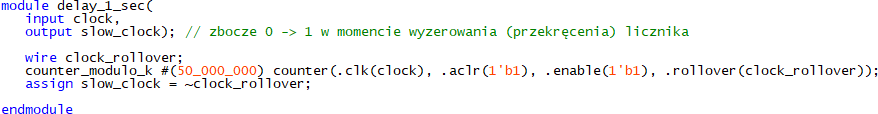 module delay_1_sec(
input clock,
output slow_clock); // zbocze 0 -> 1 w momencie wyzerowania (przekręcenia) licznika
wire clock_rollover;
counter_modulo_k #(50_000_000) counter(.clk(clock), .aclr(1'b1), .enable(1'b1), .rollover(clock_rollover));
assign slow_clock = ~clock_rollover;
endmodule